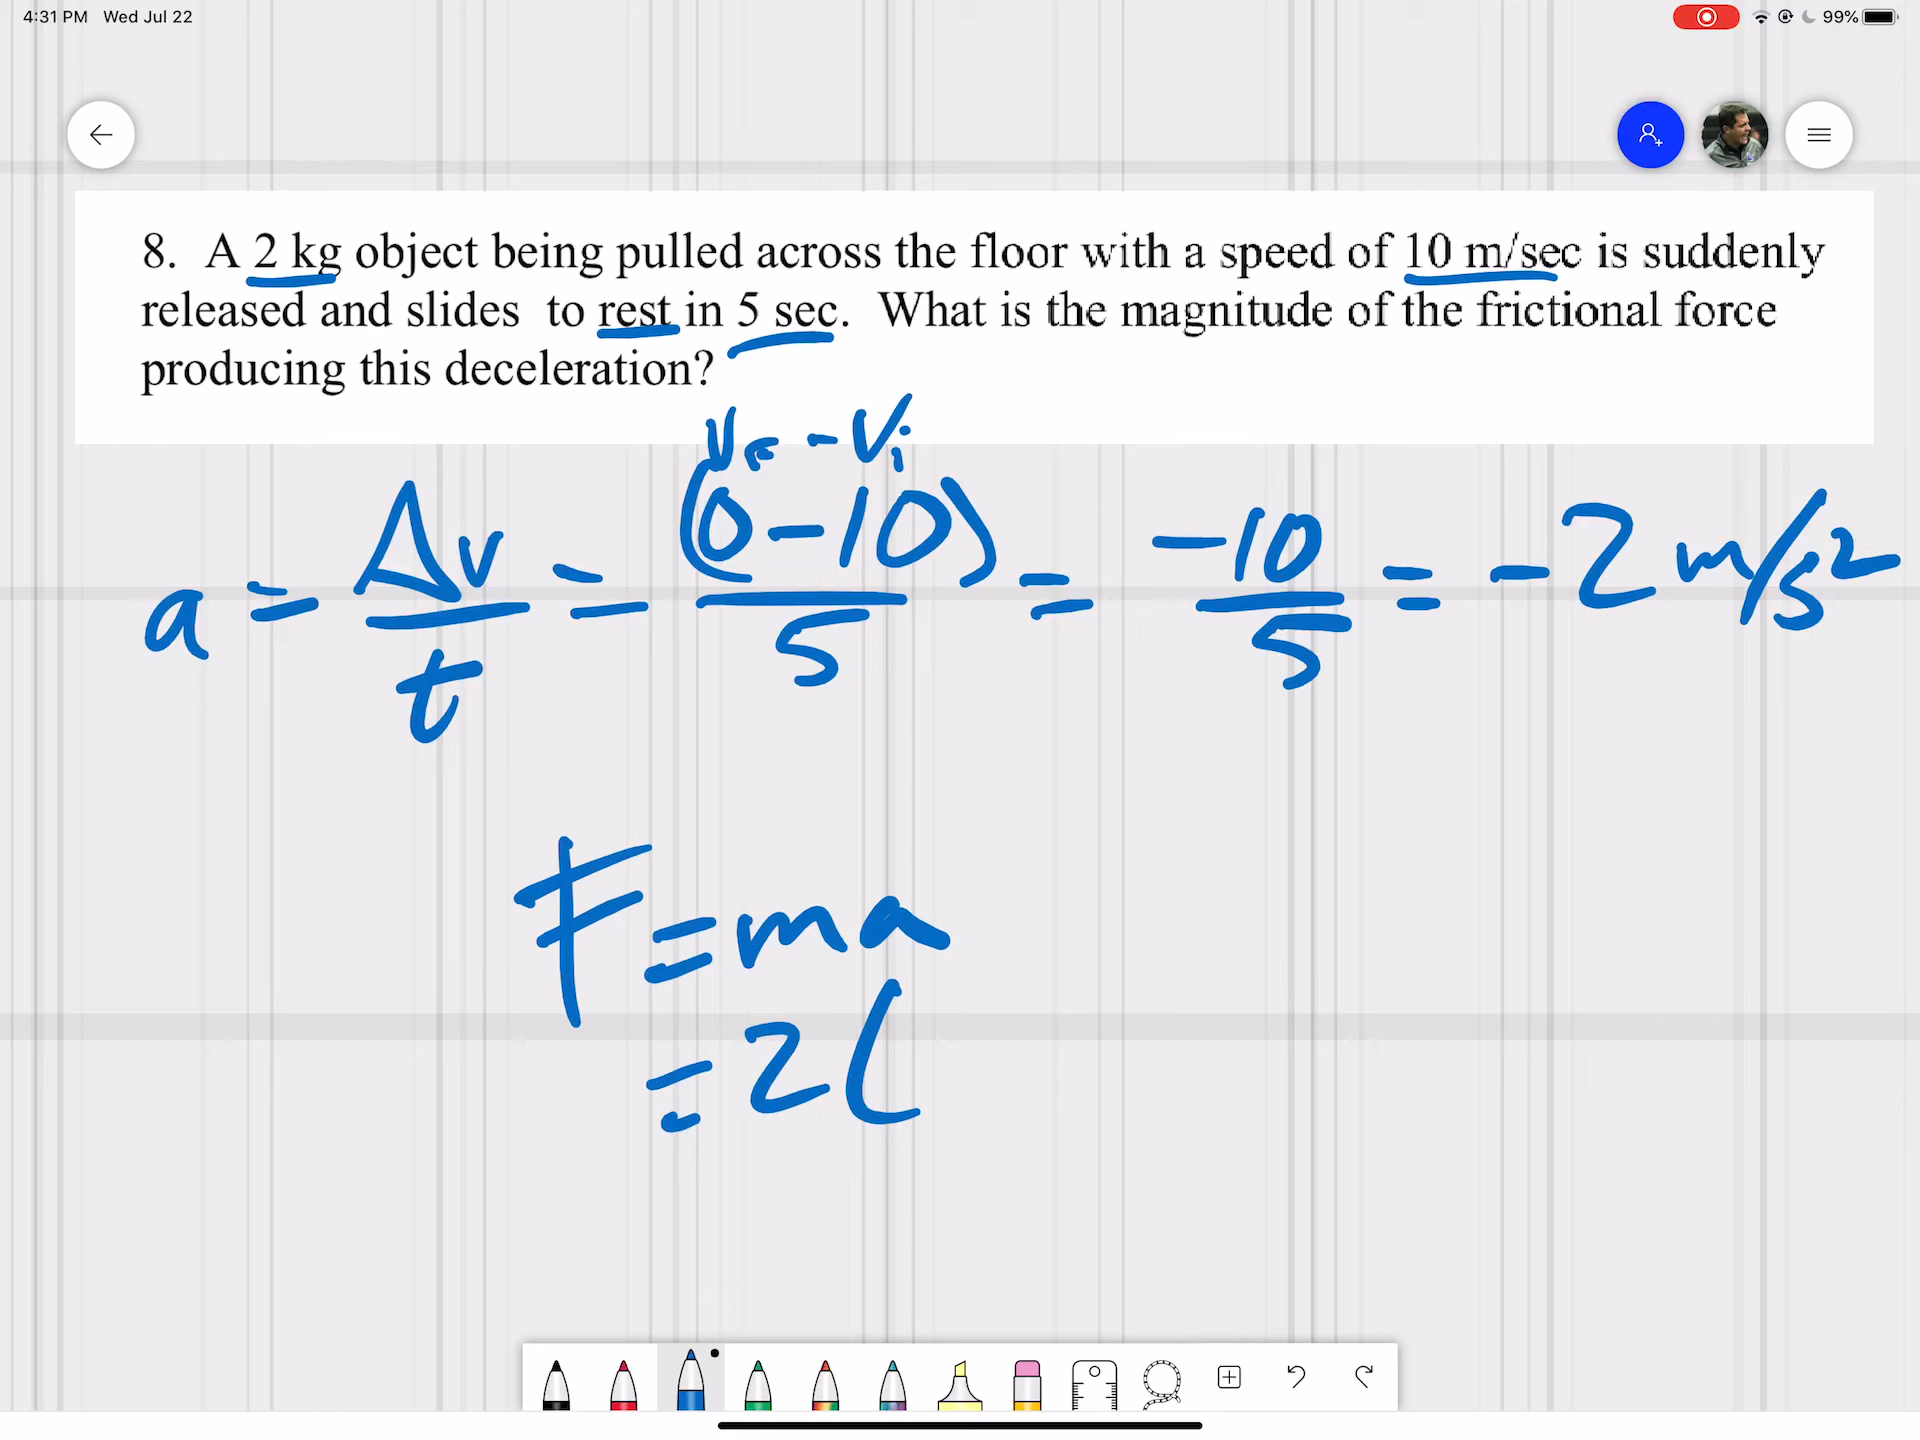 4:31 PM Wed Jul 22 99%
8. A 2 kg object being pulled across the floor with a speed of 10 m/sec is suddenly
released and slides to rest in 5 sec. What is the magnitude of the frictional force
producing this deceleration?
VF - Vi
a = Δv/t = (0-10)/5 = -10/5 = -2 m/s²
F = ma
= 2(